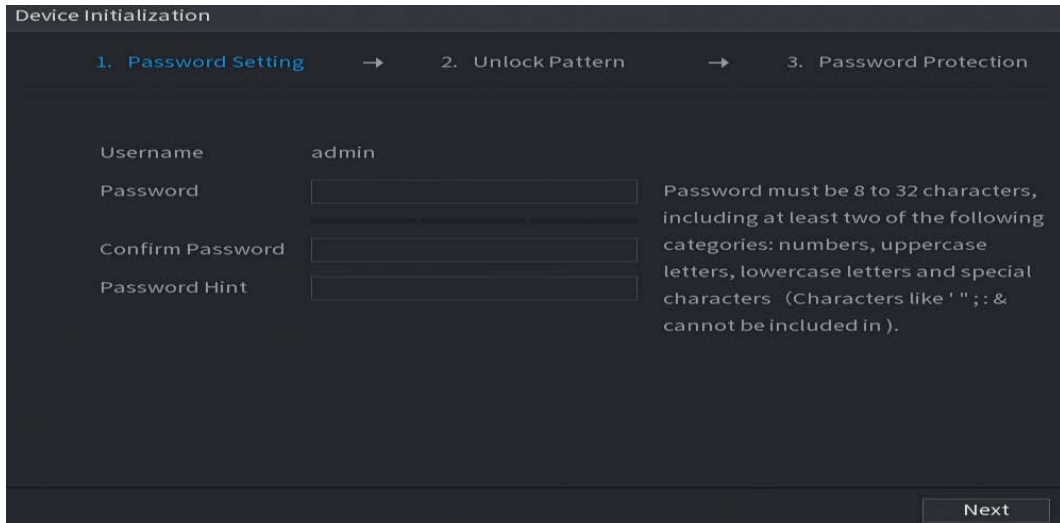 Device Initialization
1. Password Setting → 2. Unlock Pattern → 3. Password Protection
Username admin
Password
Confirm Password
Password Hint
Password must be 8 to 32 characters,
including at least two of the following
categories: numbers, uppercase
letters, lowercase letters and special
characters（Characters like ' " ; : &
cannot be included in ).
Next